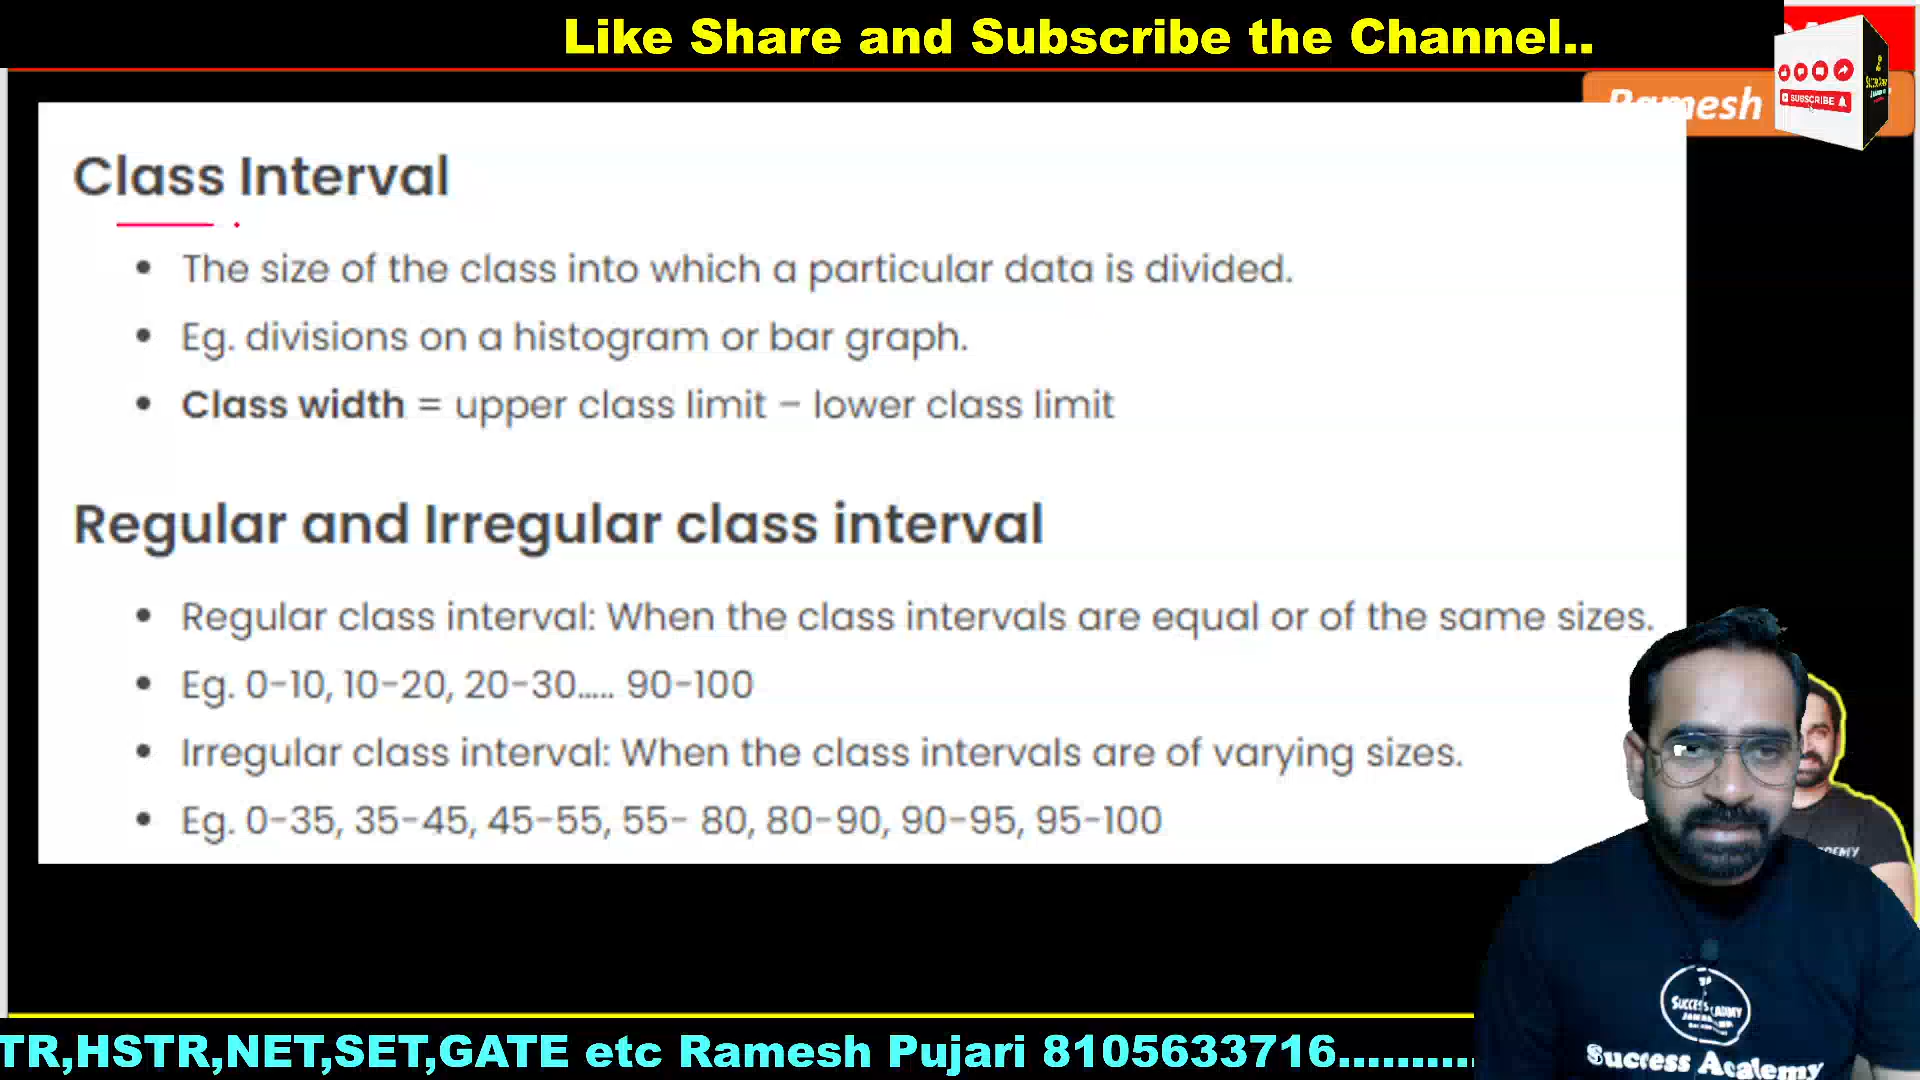 Like Share and Subscribe the Channel..
mesh
SUBSCRIBE
Class Interval
The size of the class into which a particular data is divided.
Eg. divisions on a histogram or bar graph.
Class width = upper class limit – lower class limit
Regular and Irregular class interval
Regular class interval: When the class intervals are equal or of the same sizes.
Eg. 0-10, 10-20, 20-30..... 90-100
Irregular class interval: When the class intervals are of varying sizes.
Eg. 0-35, 35-45, 45-55, 55- 80, 80-90, 90-95, 95-100
TR,HSTR,NET,SET,GATE etc Ramesh Pujari 8105633716..........
Success Academy